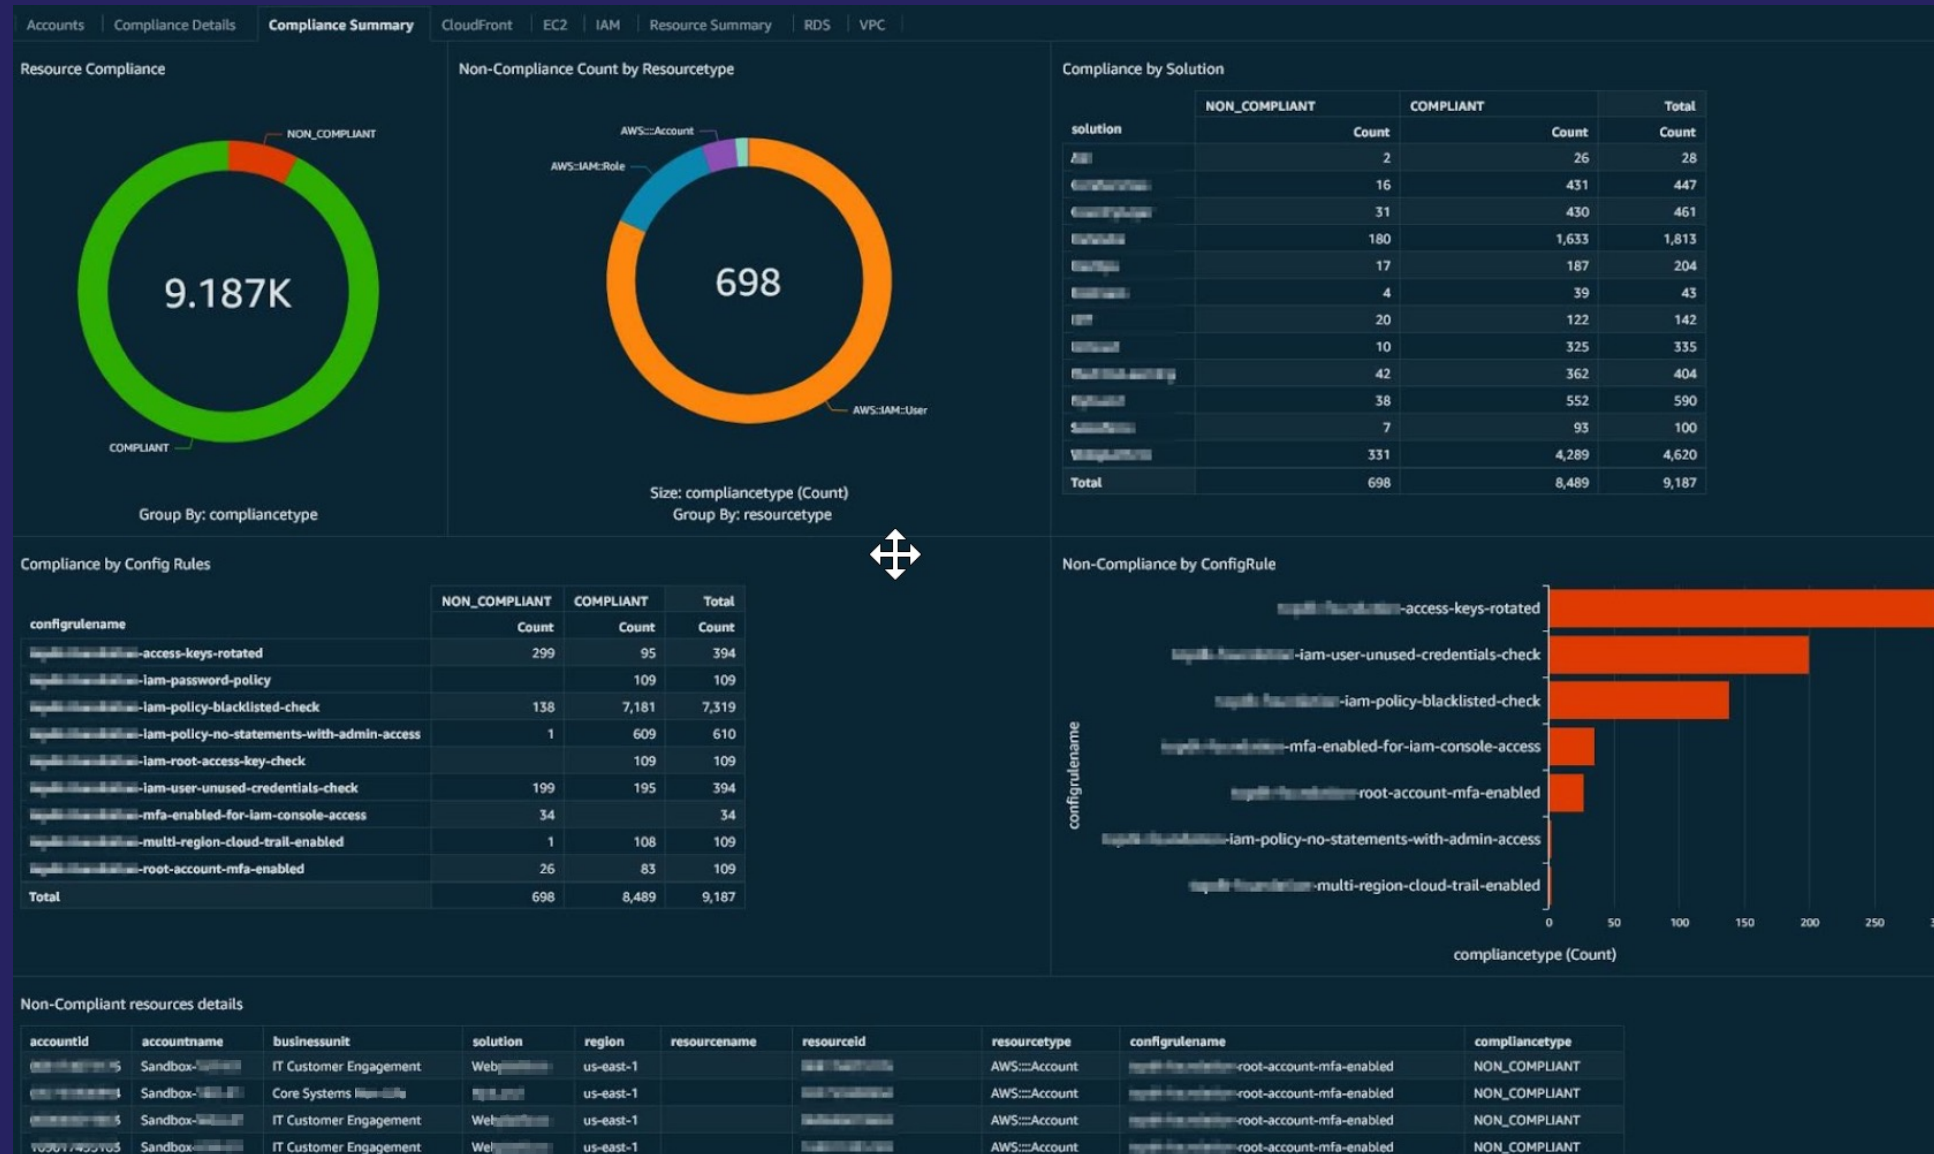 Accounts Compliance Details Compliance Summary CloudFront EC2 IAM Resource Summary RDS VPC
Resource Compliance
NON_COMPLIANT
9.187K
COMPLIANT
Group By: compliancetype
Non-Compliance Count by Resourcetype
AWS::::Account
AWS::IAM::Role
698
AWS::IAM::User
Size: compliancetype (Count)
Group By: resourcetype
Compliance by Solution
NON_COMPLIANT COMPLIANT Total
solution Count Count Count
2 26 28
16 431 447
31 430 461
180 1,633 1,813
17 187 204
4 39 43
20 122 142
10 325 335
42 362 404
38 552 590
7 93 100
331 4,289 4,620
Total 698 8,489 9,187
Compliance by Config Rules
NON_COMPLIANT COMPLIANT Total
configrulename Count Count Count
-access-keys-rotated 299 95 394
-iam-password-policy 109 109
-iam-policy-blacklisted-check 138 7,181 7,319
-iam-policy-no-statements-with-admin-access 1 609 610
-iam-root-access-key-check 109 109
-iam-user-unused-credentials-check 199 195 394
-mfa-enabled-for-iam-console-access 34 34
-multi-region-cloud-trail-enabled 1 108 109
-root-account-mfa-enabled 26 83 109
Total 698 8,489 9,187
Non-Compliance by ConfigRule
configrulename
-access-keys-rotated
-iam-user-unused-credentials-check
-iam-policy-blacklisted-check
-mfa-enabled-for-iam-console-access
-root-account-mfa-enabled
-iam-policy-no-statements-with-admin-access
-multi-region-cloud-trail-enabled
0 50 100 150 200 250
compliancetype (Count)
Non-Compliant resources details
accountid accountname businessunit solution region resourcename resourceid resourcetype configrulename compliancetype
Sandbox- IT Customer Engagement us-east-1 AWS::::Account -root-account-mfa-enabled NON_COMPLIANT
Sandbox- Core Systems us-east-1 AWS::::Account -root-account-mfa-enabled NON_COMPLIANT
Sandbox- IT Customer Engagement us-east-1 AWS::::Account -root-account-mfa-enabled NON_COMPLIANT
Sandbox- IT Customer Engagement us-east-1 AWS::::Account -root-account-mfa-enabled NON_COMPLIANT